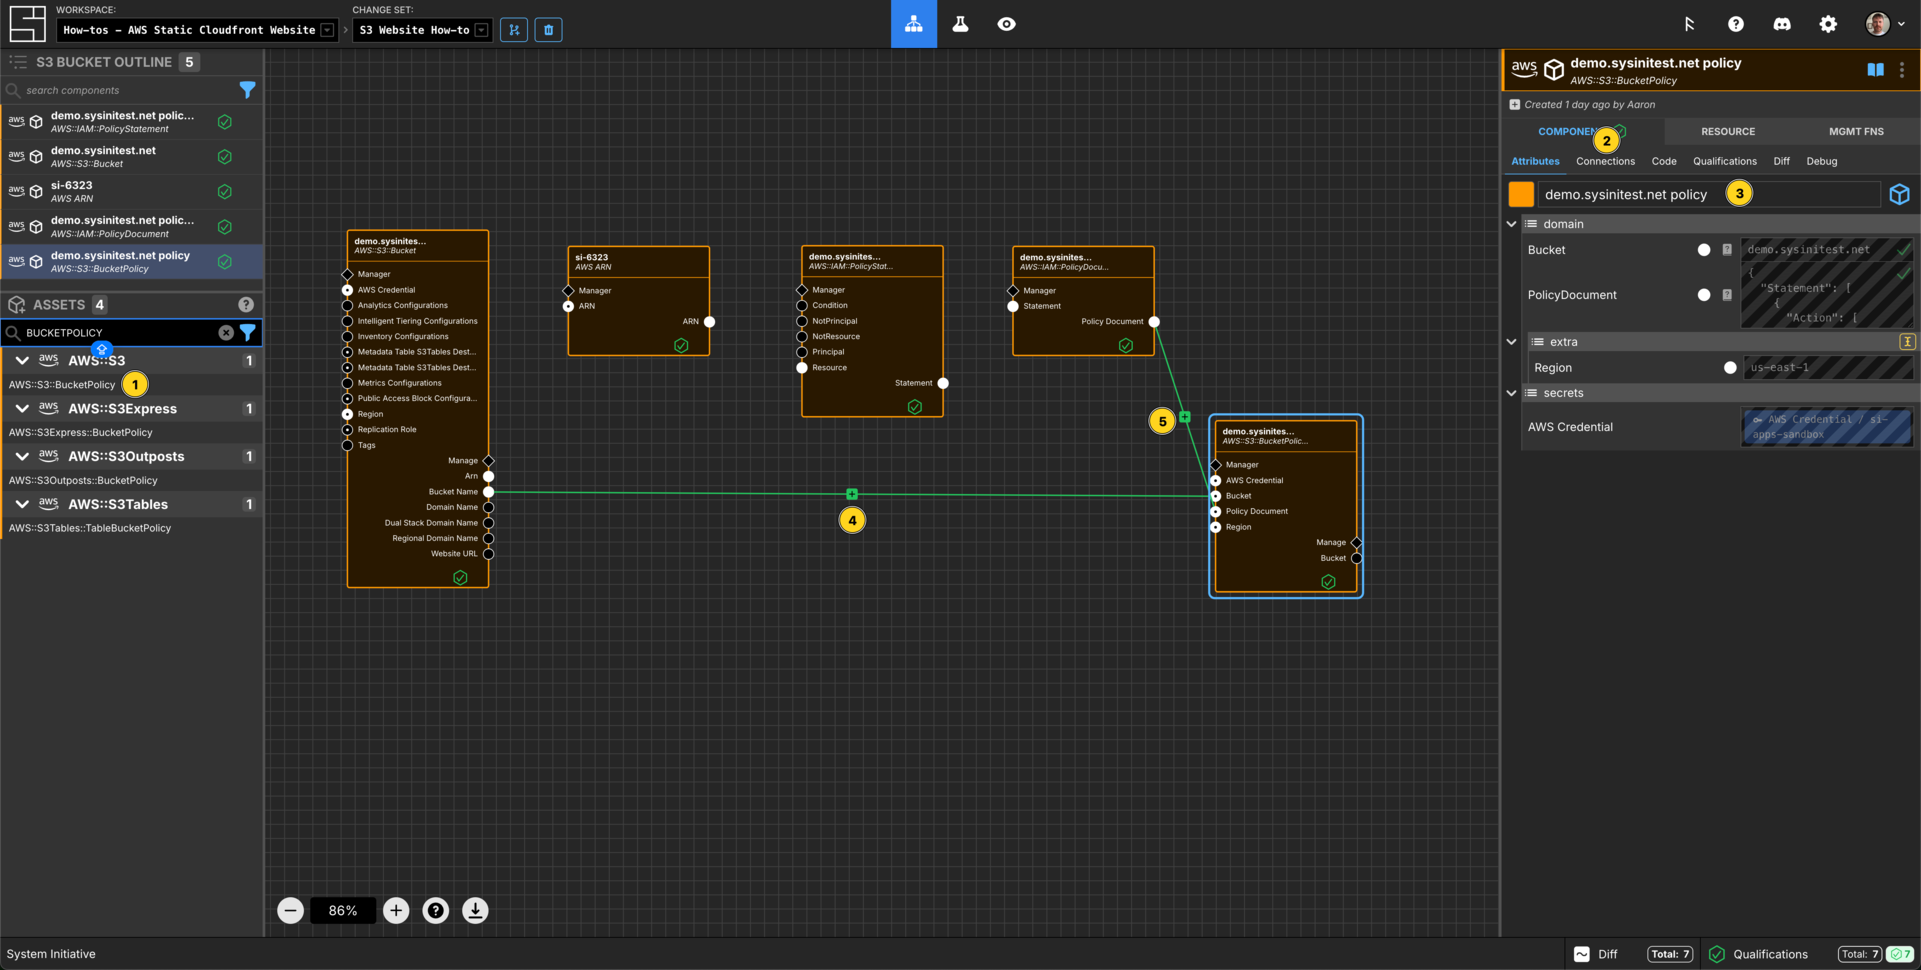 WORKSPACE:
How-tos - AWS Static Cloudfront Website
CHANGE SET:
S3 Website How-to
S3 BUCKET OUTLINE 5
search components
aws demo.sysinitest.net polic...
AWS::IAM::PolicyStatement
aws demo.sysinitest.net
AWS::S3::Bucket
aws si-6323
AWS ARN
aws demo.sysinitest.net polic...
AWS::IAM::PolicyDocument
aws demo.sysinitest.net policy
AWS::S3::BucketPolicy
ASSETS 4
BUCKETPOLICY
aws AWS::S3 1
AWS::S3::BucketPolicy 1
aws AWS::S3Express 1
AWS::S3Express::BucketPolicy
aws AWS::S3Outposts 1
AWS::S3Outposts::BucketPolicy
aws AWS::S3Tables 1
AWS::S3Tables::TableBucketPolicy
demo.sysinites...
AWS::S3::Bucket
Manager
AWS Credential
Analytics Configurations
Intelligent Tiering Configurations
Inventory Configurations
Metadata Table S3Tables Dest...
Metadata Table S3Tables Dest...
Metrics Configurations
Public Access Block Configura...
Region
Replication Role
Tags
Manage
Arn
Bucket Name
Domain Name
Dual Stack Domain Name
Regional Domain Name
Website URL
si-6323
AWS ARN
Manager
ARN
ARN
demo.sysinites...
AWS::IAM::PolicyStat...
Manager
Condition
NotPrincipal
NotResource
Principal
Resource
Statement
demo.sysinites...
AWS::IAM::PolicyDocu...
Manager
Statement
Policy Document
5
4
demo.sysinites...
AWS::S3::BucketPolic...
Manager
AWS Credential
Bucket
Policy Document
Region
Manage
Bucket
86%
aws demo.sysinitest.net policy
AWS::S3::BucketPolicy
Created 1 day ago by Aaron
COMPONEN 2
RESOURCE
MGMT FNS
Attributes Connections Code Qualifications Diff Debug
demo.sysinitest.net policy 3
domain
Bucket demo.sysinitest.net
PolicyDocument {
"Statement": [
{
"Action": [
extra
Region us-east-1
secrets
AWS Credential AWS Credential / si-
apps-sandbox
System Initiative
Diff Total: 7
Qualifications Total: 7 7